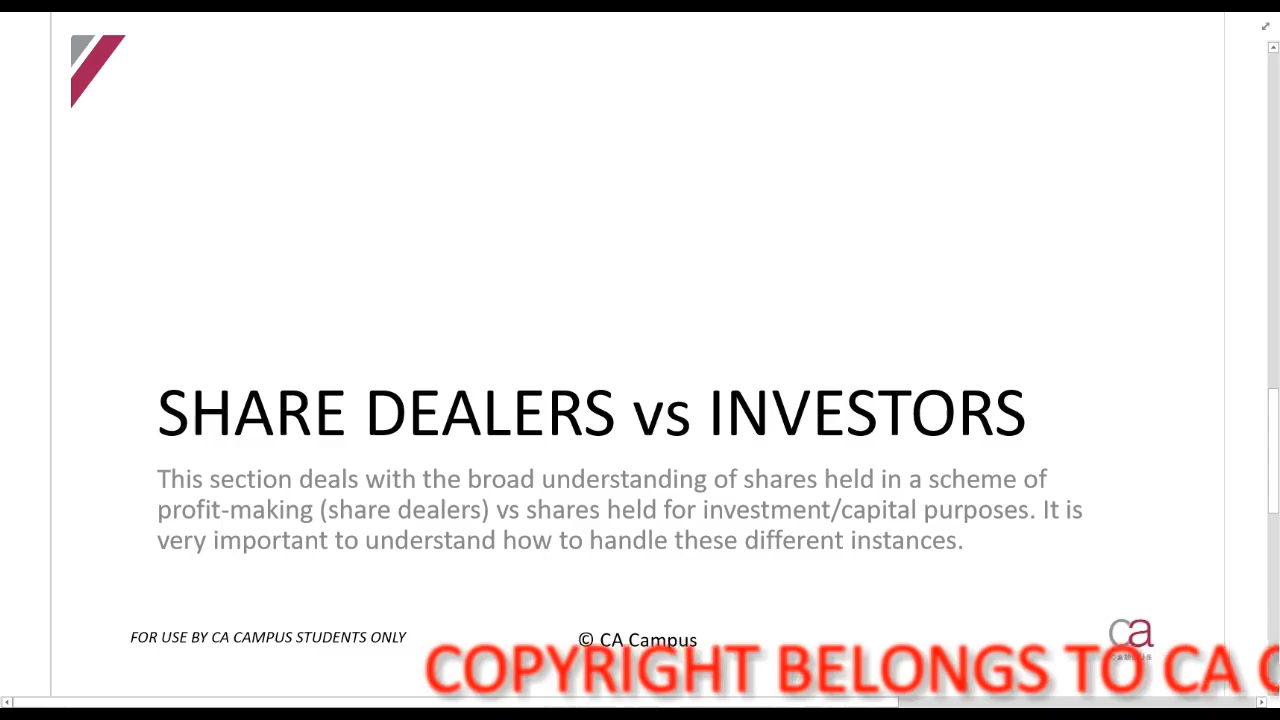 SHARE DEALERS vs INVESTORS
This section deals with the broad understanding of shares held in a scheme of
profit-making (share dealers) vs shares held for investment/capital purposes. It is
very important to understand how to handle these different instances.
FOR USE BY CA CAMPUS STUDENTS ONLY
© CA Campus
ca
CAMPUS
COPYRIGHT BELONGS TO CA C